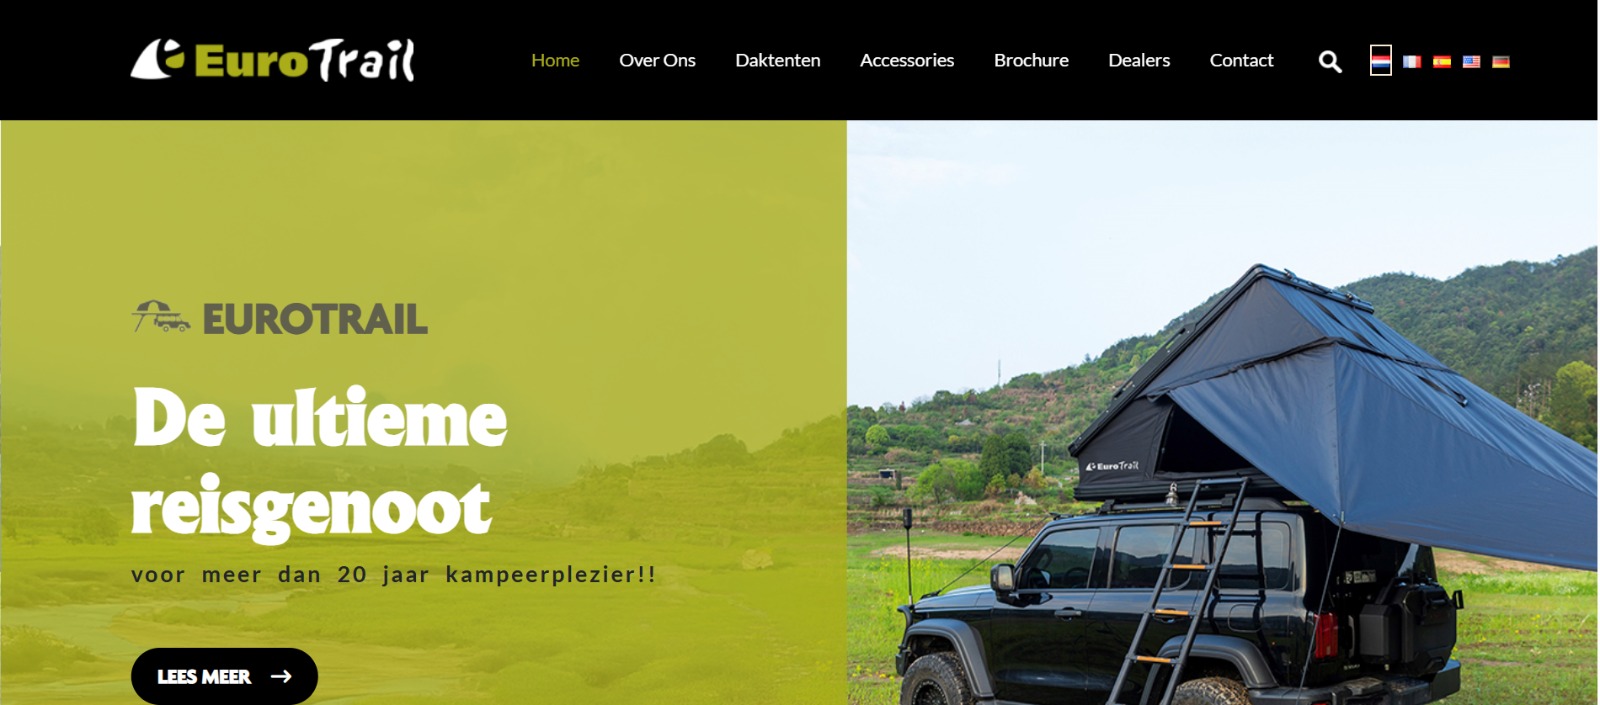 EuroTrail
Home
Over Ons
Daktenten
Accessories
Brochure
Dealers
Contact
EUROTRAIL
De ultieme
reisgenoot
voor meer dan 20 jaar kampeerplezier!!
LEES MEER
EuroTrail